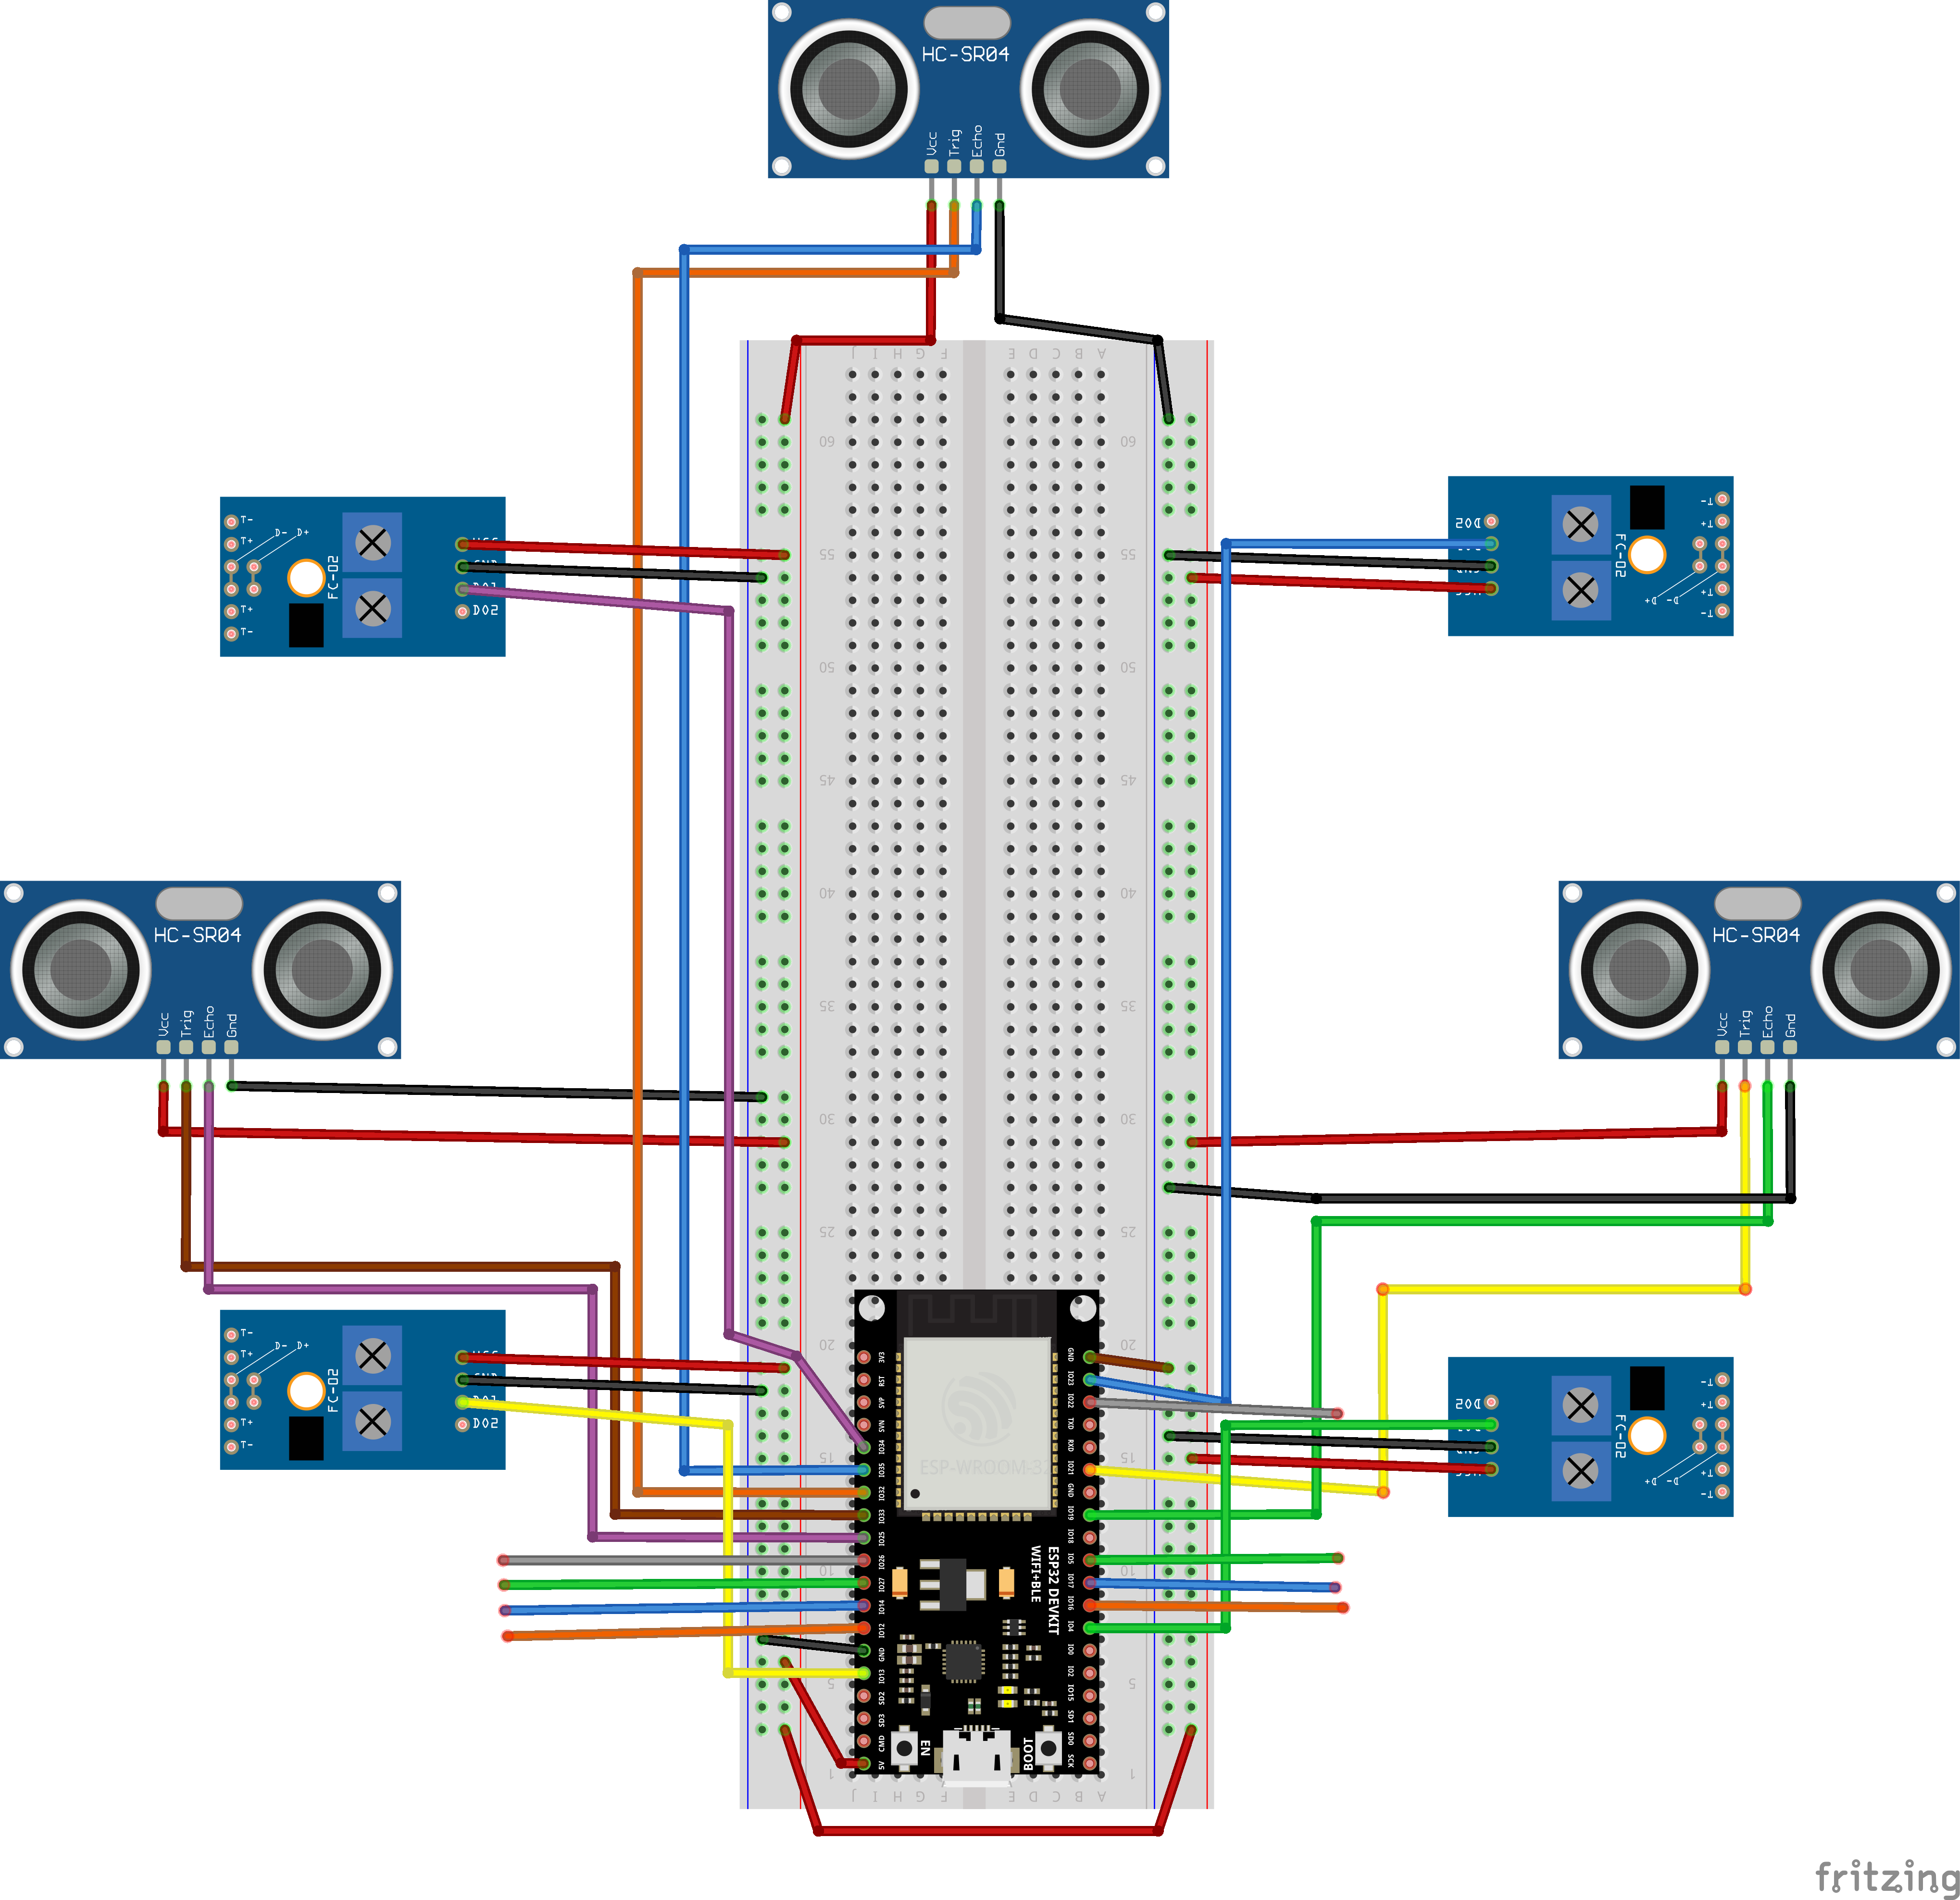 HC-SR04
Vcc
Trig
Echo
Gnd
J I H G F E D C B A
60 60
T-
D- D+
T+
FC-02
DO1
DO2
T+
T-
DO2
GND
FC-02
T-
T+
D+ D-
T+
T-
55 55
50 50
45 45
40 40
HC-SR04
Vcc
Trig
Echo
Gnd
HC-SR04
Vcc
Trig
Echo
Gnd
35 35
30 30
25 25
20 20
T-
D- D+
T+
FC-02
DO1
DO2
T+
T-
3V3
RST
SVP
SVN
IO34
IO35
IO32
IO33
IO25
IO26
IO27
IO14
IO12
GND
IO13
SD2
SD3
CMD
5V
GND
IO23
IO22
TXD
RXD
IO21
GND
IO19
IO18
IO5
IO17
IO16
IO4
IO0
IO2
IO15
SD1
SD0
SCK
ESP-WROOM-32
ESP32 DEVKIT
WIFI+BLE
EN
BOOT
DO2
GND
FC-02
T-
T+
D+ D-
T+
T-
15 15
10 10
5 5
1 1
J I H G F E D C B A
fritzing